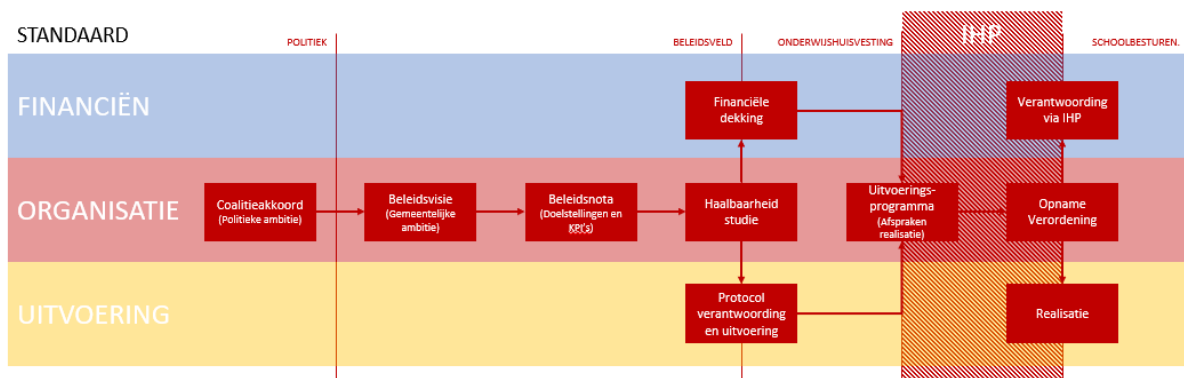 STANDAARD
POLITIEK
BELEIDSVELD
ONDERWIJSHUISVESTING
IHP
SCHOOLBESTUREN.
FINANCIËN
Financiële
dekking
Verantwoording
via IHP
ORGANISATIE
Coalitieakkoord
(Politieke ambitie)
Beleidsvisie
(Gemeentelijke
ambitie)
Beleidsnota
(Doelstellingen en
KPI's)
Haalbaarheid
studie
Uitvoerings-
programma
(Afspraken
realisatie)
Opname
Verordening
UITVOERING
Protocol
verantwoording
en uitvoering
Realisatie